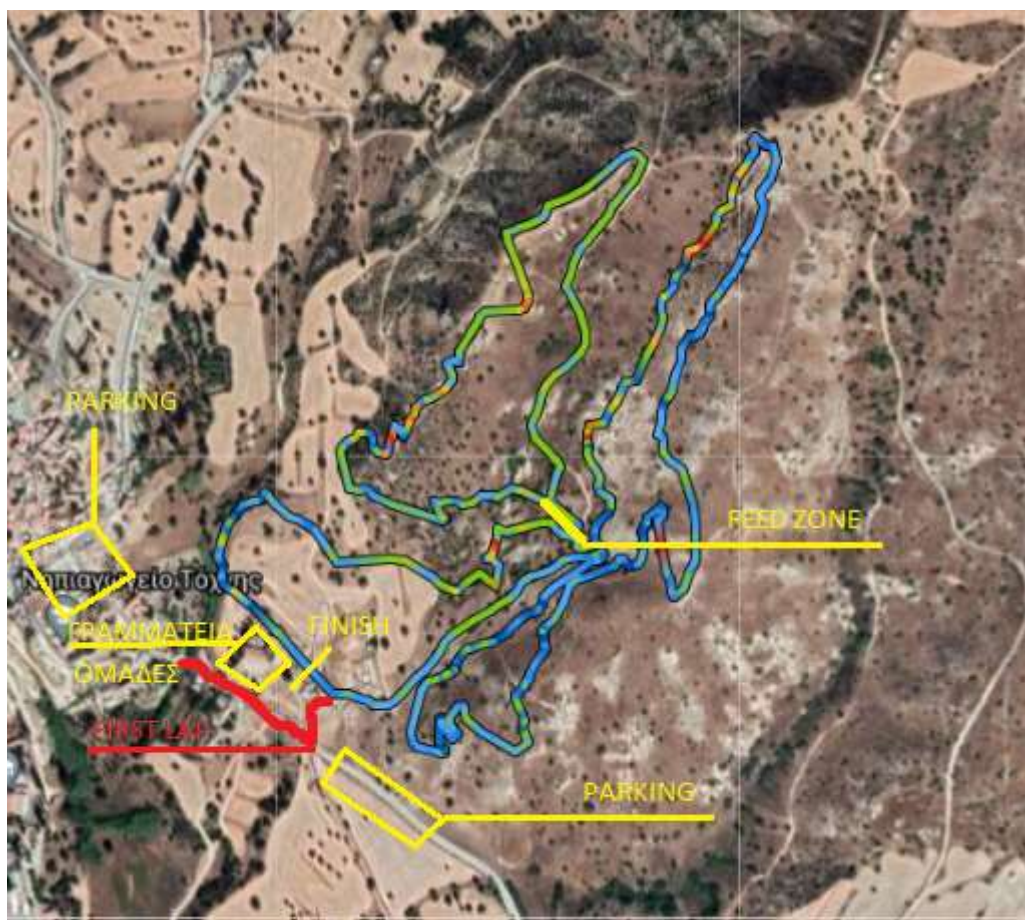 PARKING
FEED ZONE
Νηπιαγωγείο Τόχνης
ΓΡΑΜΜΑΤΕΙΑ
FINISH
ΟΜΑΔΕΣ
FIRST LAP
PARKING